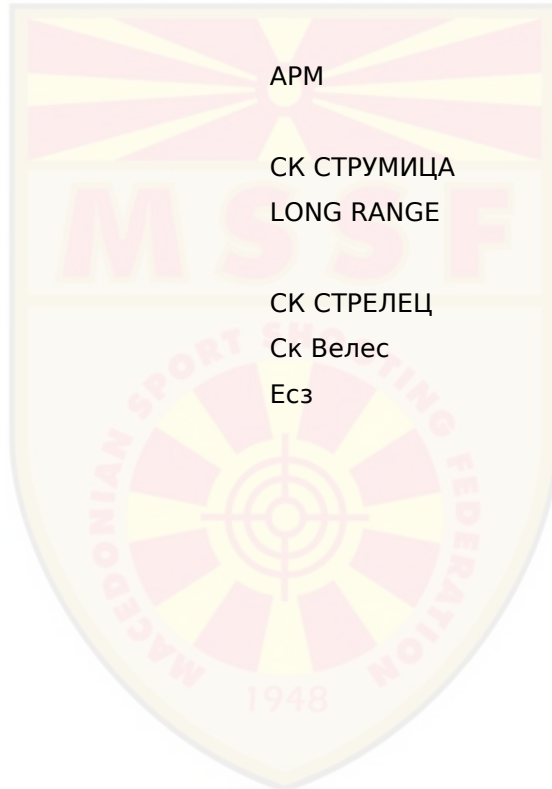 АРМ
СК СТРУМИЦА
LONG RANGE
MSSF
СК СТРЕЛЕЦ
Ск Велес
Есз
MACEDONIAN SPORT SHOOTING FEDERATION
1948